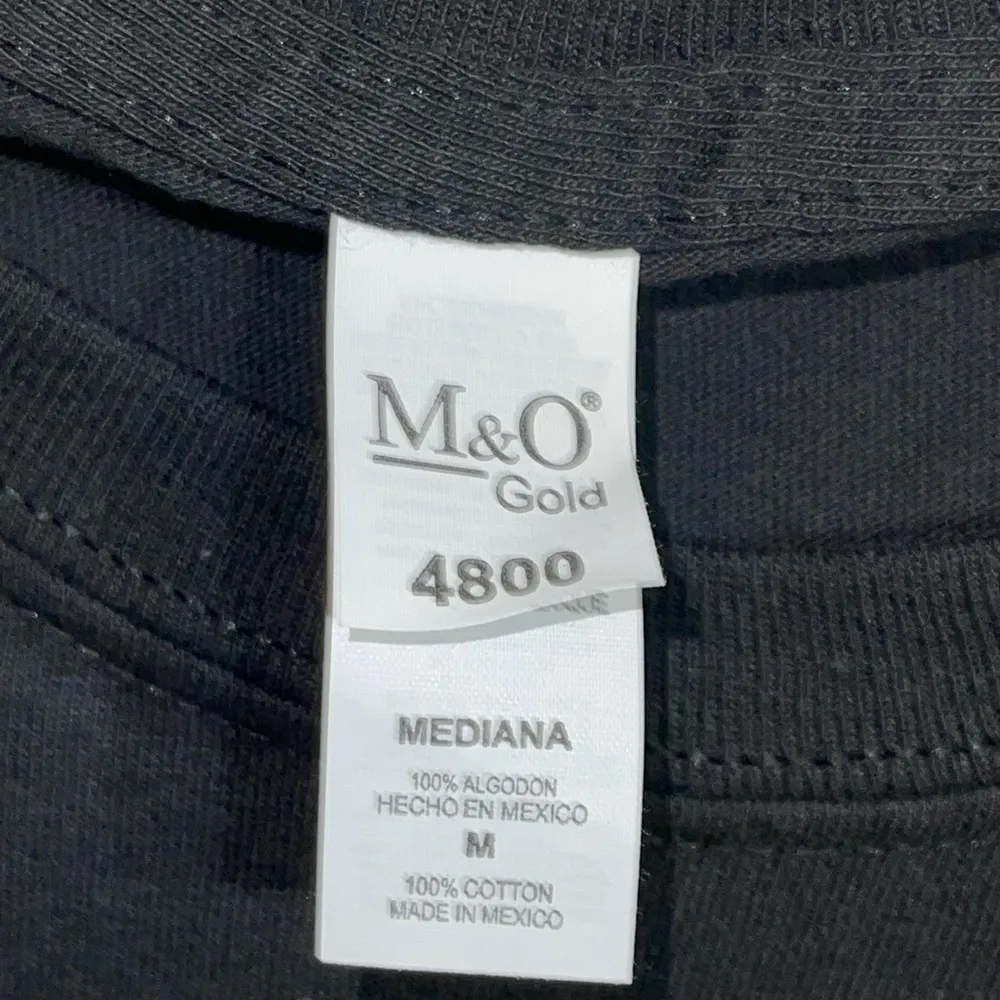 M&O®
Gold
4800
MEDIANA
100% ALGODON
HECHO EN MEXICO
M
100% COTTON
MADE IN MEXICO